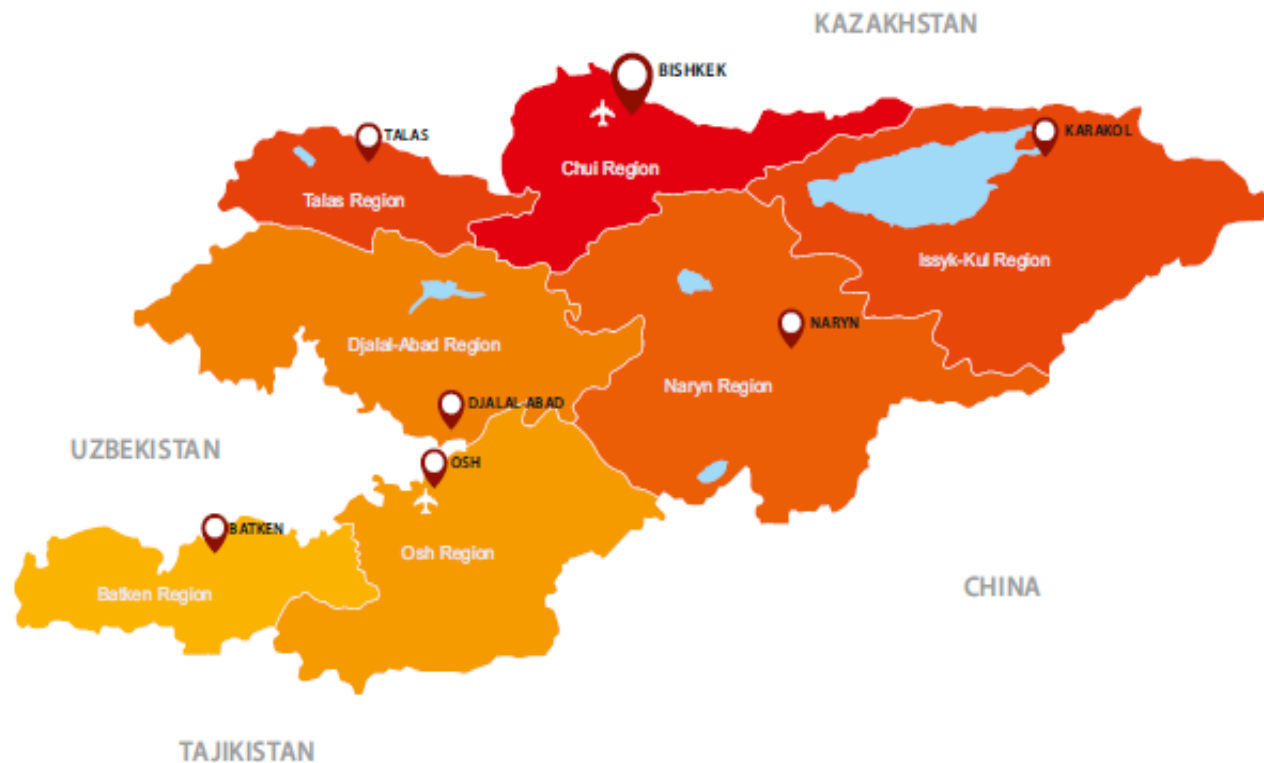 KAZAKHSTAN
BISHKEK
TALAS
KARAKOL
Chui Region
Talas Region
Issyk-Kul Region
NARYN
Djalal-Abad Region
Naryn Region
DJALAL-ABAD
UZBEKISTAN
OSH
BATKEN
Osh Region
CHINA
Batken Region
TAJIKISTAN